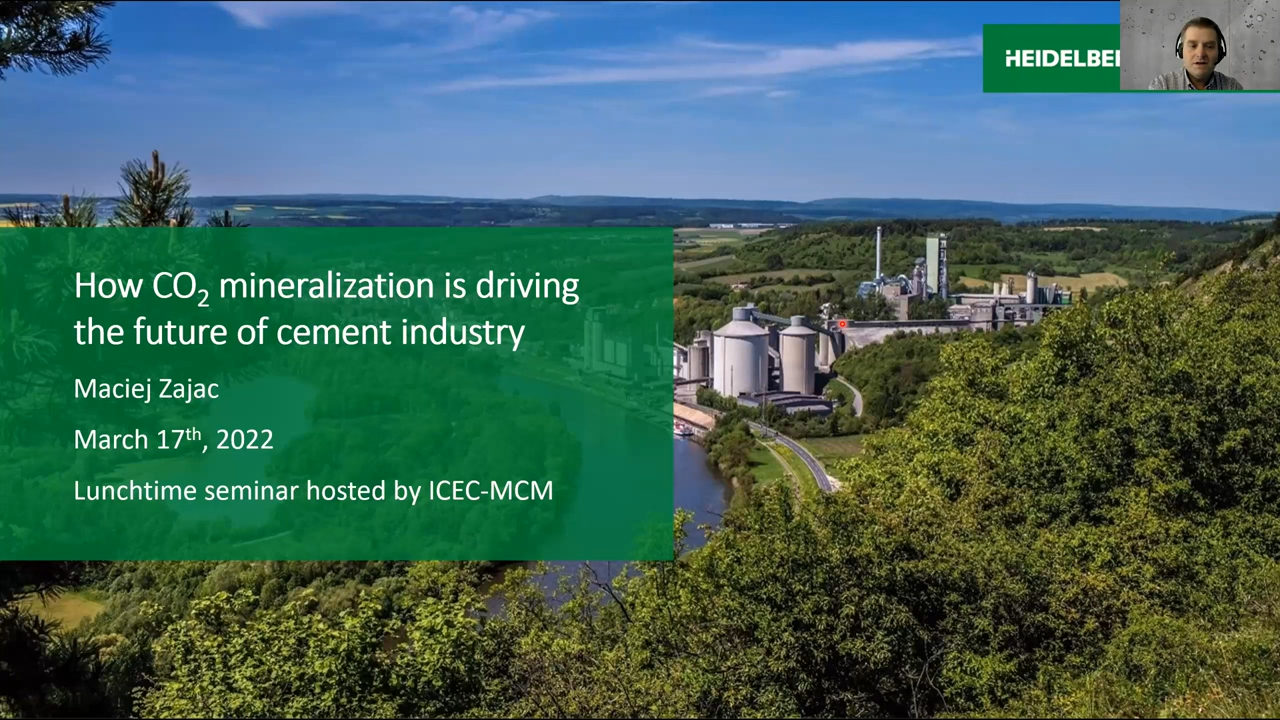 HEIDELBE
How CO₂ mineralization is driving
the future of cement industry
Maciej Zajac
March 17th, 2022
Lunchtime seminar hosted by ICEC-MCM